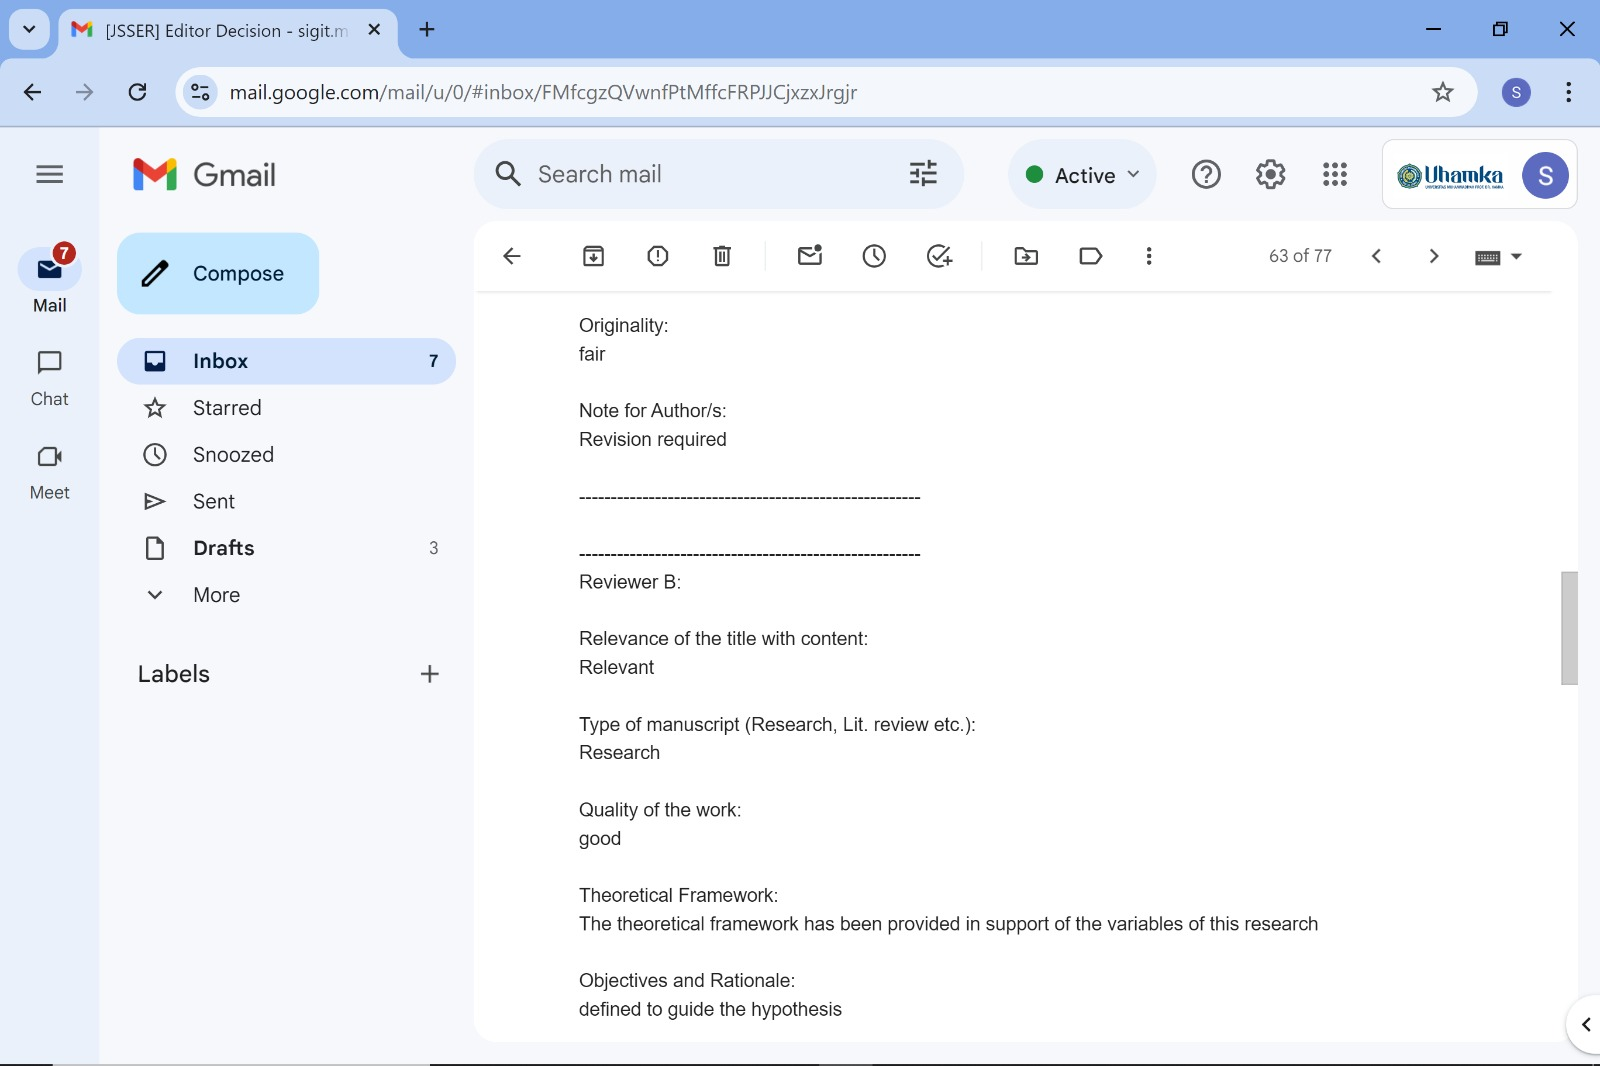 [JSSER] Editor Decision - sigit.m
mail.google.com/mail/u/0/#inbox/FMfcgzQVwnfPtMffcFRPJJCjxzxJrgjr
S
Gmail
Search mail
Active
Uhamka
S
7
Mail
Chat
Meet
Compose
Inbox 7
Starred
Snoozed
Sent
Drafts 3
More
Labels
63 of 77
Originality:
fair
Note for Author/s:
Revision required
------------------------------------------------------
------------------------------------------------------
Reviewer B:
Relevance of the title with content:
Relevant
Type of manuscript (Research, Lit. review etc.):
Research
Quality of the work:
good
Theoretical Framework:
The theoretical framework has been provided in support of the variables of this research
Objectives and Rationale:
defined to guide the hypothesis